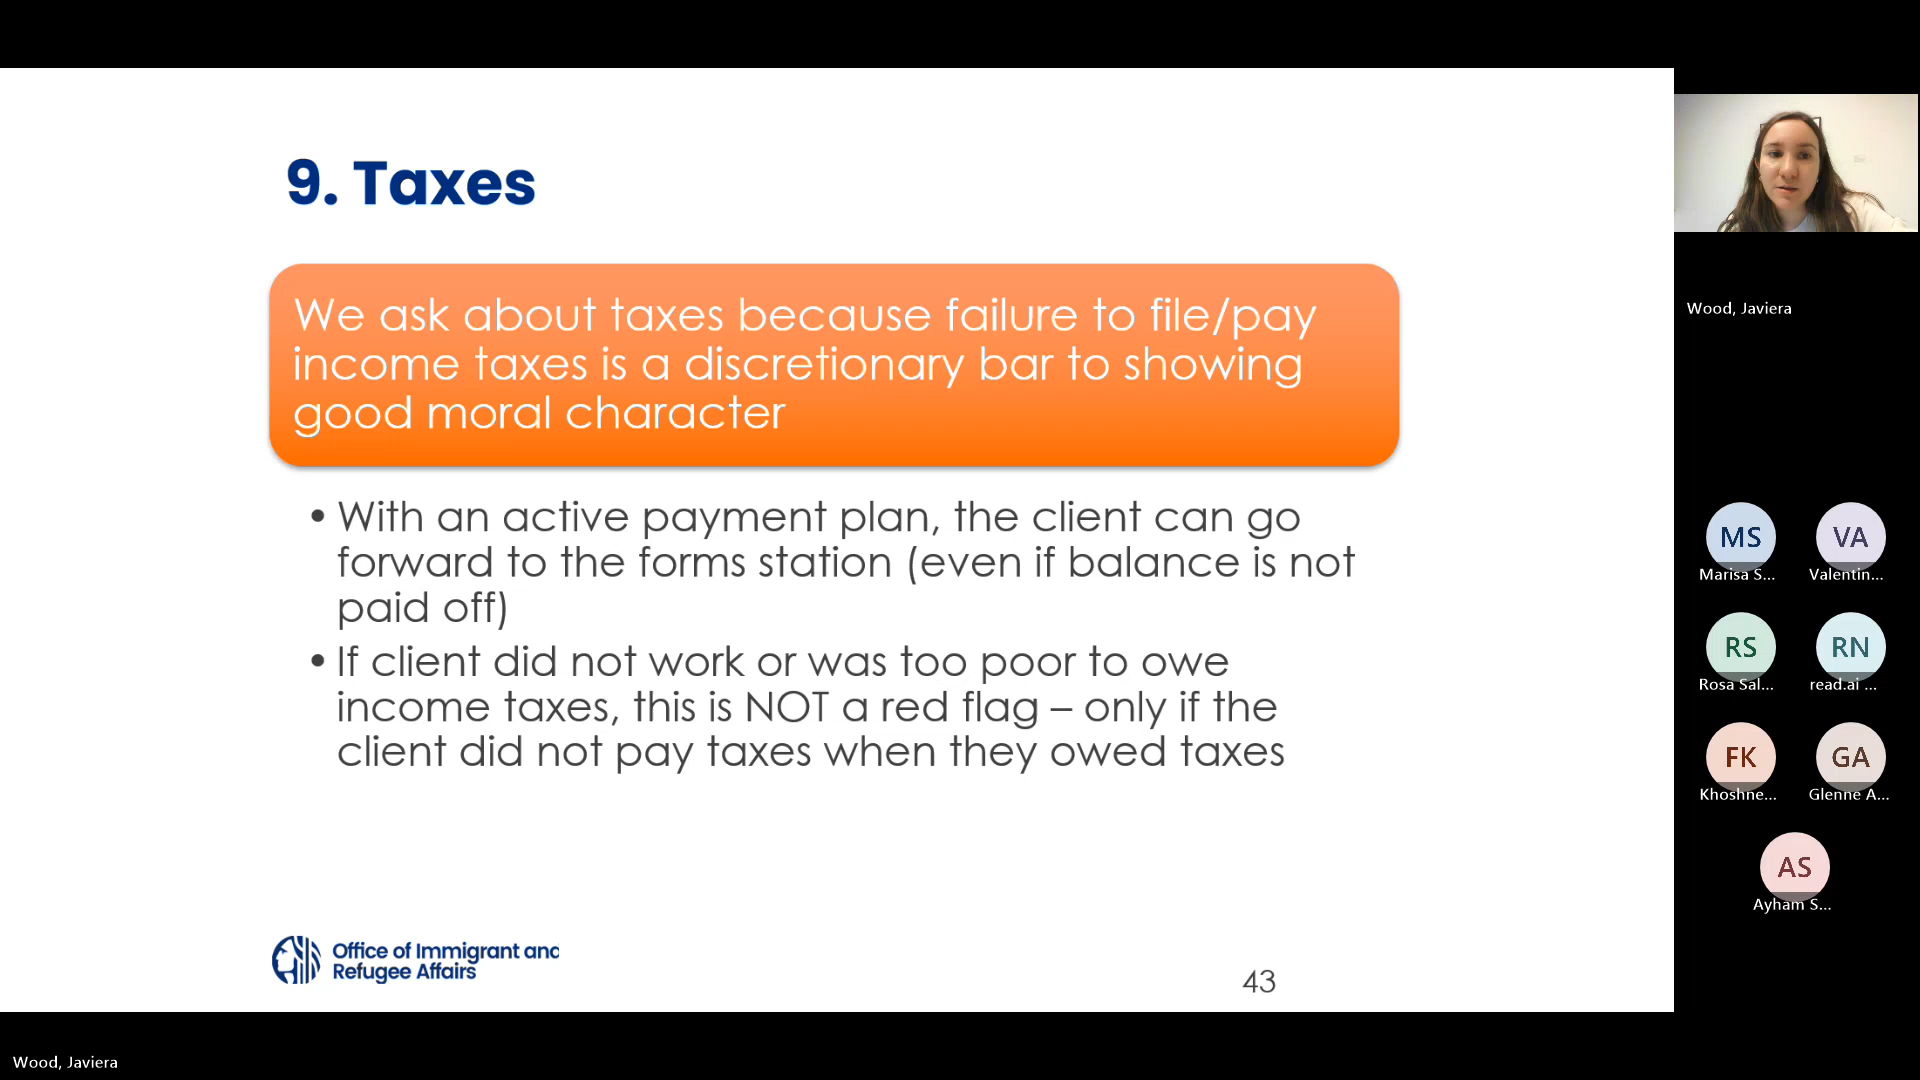 9. Taxes
We ask about taxes because failure to file/pay
income taxes is a discretionary bar to showing
good moral character
• With an active payment plan, the client can go
forward to the forms station (even if balance is not
paid off)
• If client did not work or was too poor to owe
income taxes, this is NOT a red flag – only if the
client did not pay taxes when they owed taxes
Office of Immigrant and
Refugee Affairs
43
Wood, Javiera
Wood, Javiera
MS
Marisa S...
VA
Valentin...
RS
Rosa Sal...
RN
read.ai ...
FK
Khoshne...
GA
Glenne A...
AS
Ayham S...